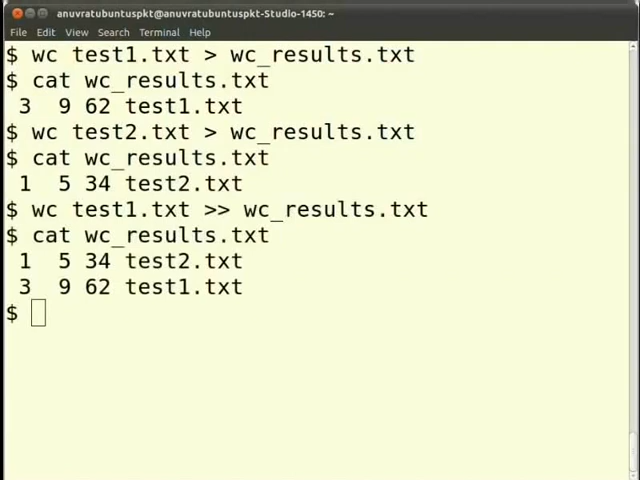 anuvratubuntuspkt@anuvratubuntuspkt-Studio-1450: ~
File Edit View Search Terminal Help
$ wc test1.txt > wc_results.txt
$ cat wc_results.txt
3 9 62 test1.txt
$ wc test2.txt > wc_results.txt
$ cat wc_results.txt
1 5 34 test2.txt
$ wc test1.txt >> wc_results.txt
$ cat wc_results.txt
1 5 34 test2.txt
3 9 62 test1.txt
$